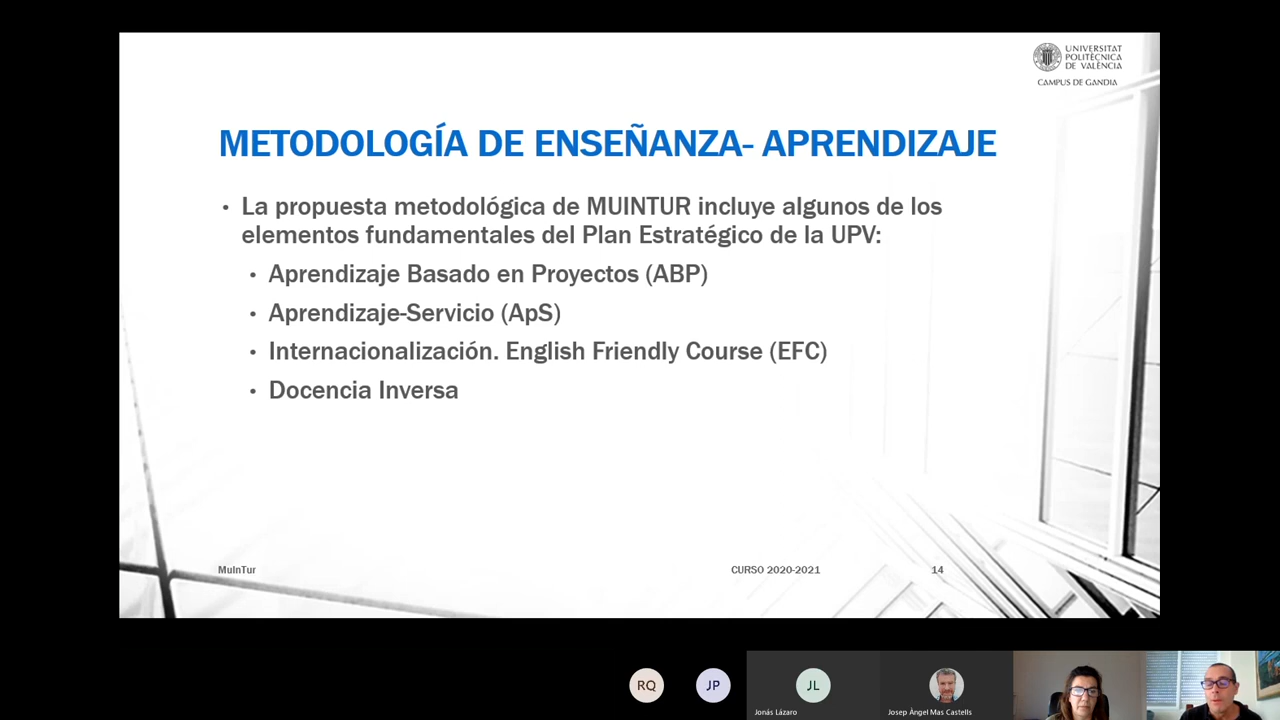 UNIVERSITAT
POLITÈCNICA
DE VALÈNCIA
CAMPUS DE GANDIA
METODOLOGÍA DE ENSEÑANZA- APRENDIZAJE
• La propuesta metodológica de MUINTUR incluye algunos de los
elementos fundamentales del Plan Estratégico de la UPV:
• Aprendizaje Basado en Proyectos (ABP)
• Aprendizaje-Servicio (ApS)
• Internacionalización. English Friendly Course (EFC)
• Docencia Inversa
MuInTur
CURSO 2020-2021
14
RQ
JP
JL
Jonás Lázaro
Josep Àngel Mas Castells